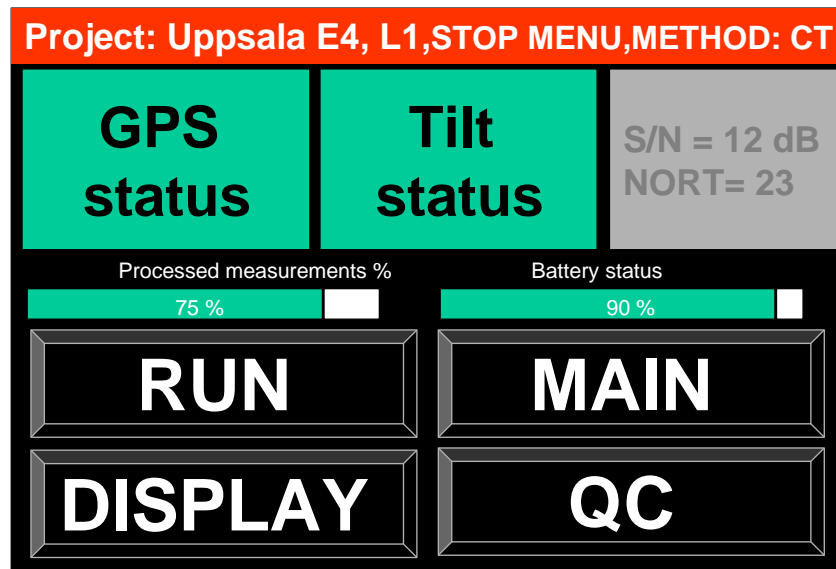 Project: Uppsala E4, L1,STOP MENU,METHOD: CT
GPS
status
Tilt
status
S/N = 12 dB
NORT= 23
Processed measurements %
Battery status
75 %
90 %
RUN
MAIN
DISPLAY
QC